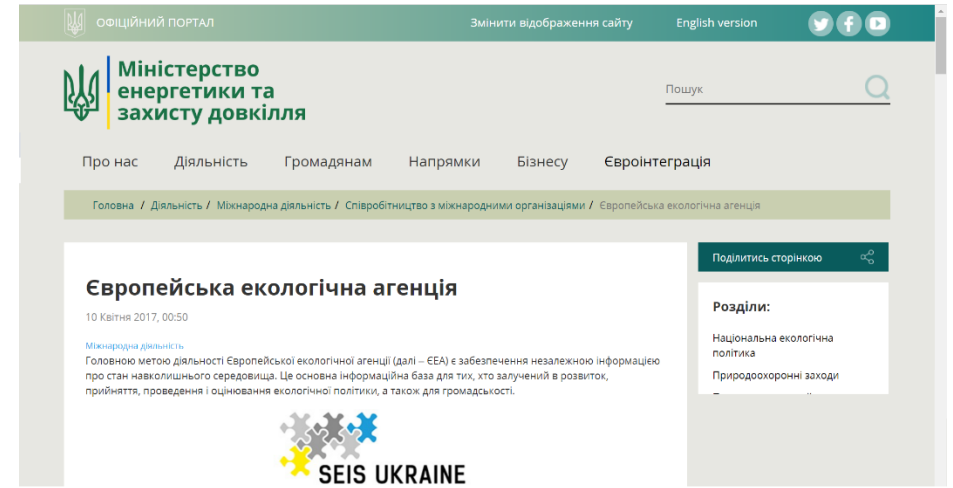 ОФІЦІЙНИЙ ПОРТАЛ
Змінити відображення сайту
English version
Міністерство
енергетики та
захисту довкілля
Пошук
Про нас Діяльність Громадянам Напрямки Бізнесу Євроінтеграція
Головна / Діяльність / Міжнародна діяльність / Співробітництво з міжнародними організаціями / Європейська екологічна агенція
Європейська екологічна агенція
10 Квітня 2017, 00:50
Міжнародна діяльність
Головною метою діяльності Європейської екологічної агенції (далі – ЄЕА) є забезпечення незалежною інформацією
про стан навколишнього середовища. Це основна інформаційна база для тих, хто залучений в розвиток,
прийняття, проведення і оцінювання екологічної політики, а також для громадськості.
SEIS UKRAINE
Поділитись сторінкою
Розділи:
Національна екологічна
політика
Природоохоронні заходи